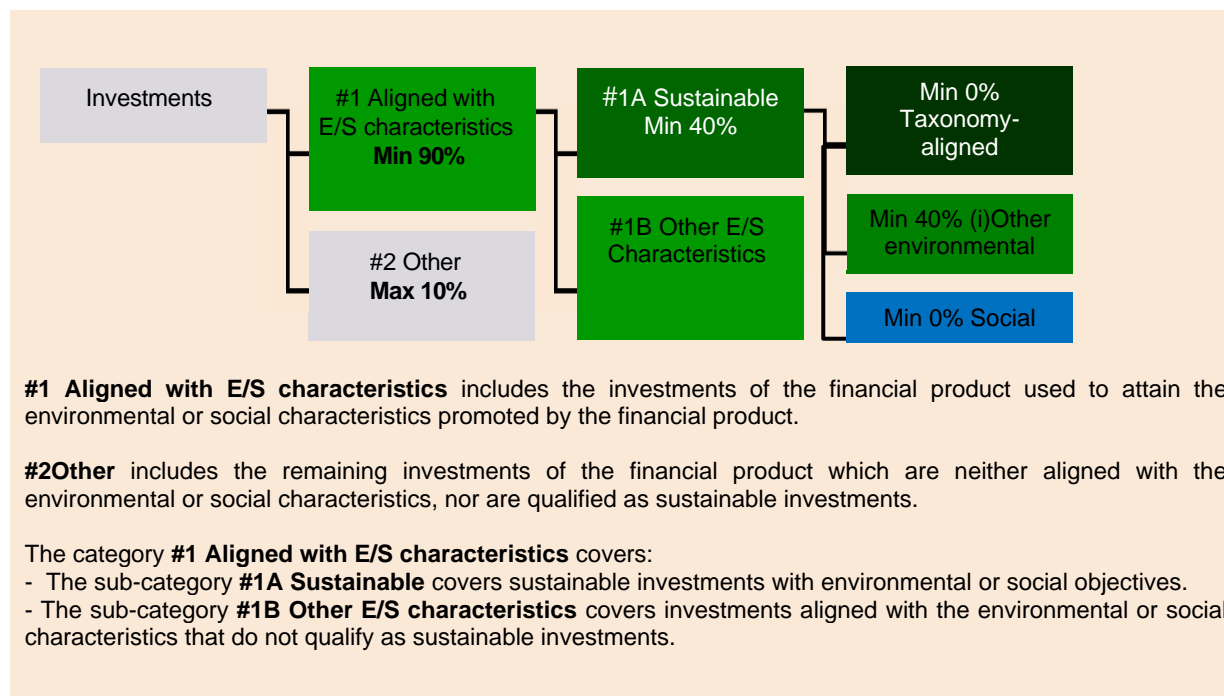 Investments
#1 Aligned with
E/S characteristics
Min 90%
#2 Other
Max 10%
#1A Sustainable
Min 40%
#1B Other E/S
Characteristics
Min 0%
Taxonomy-
aligned
Min 40% (i)Other
environmental
Min 0% Social
#1 Aligned with E/S characteristics includes the investments of the financial product used to attain the
environmental or social characteristics promoted by the financial product.
#2Other includes the remaining investments of the financial product which are neither aligned with the
environmental or social characteristics, nor are qualified as sustainable investments.
The category #1 Aligned with E/S characteristics covers:
- The sub-category #1A Sustainable covers sustainable investments with environmental or social objectives.
- The sub-category #1B Other E/S characteristics covers investments aligned with the environmental or social
characteristics that do not qualify as sustainable investments.